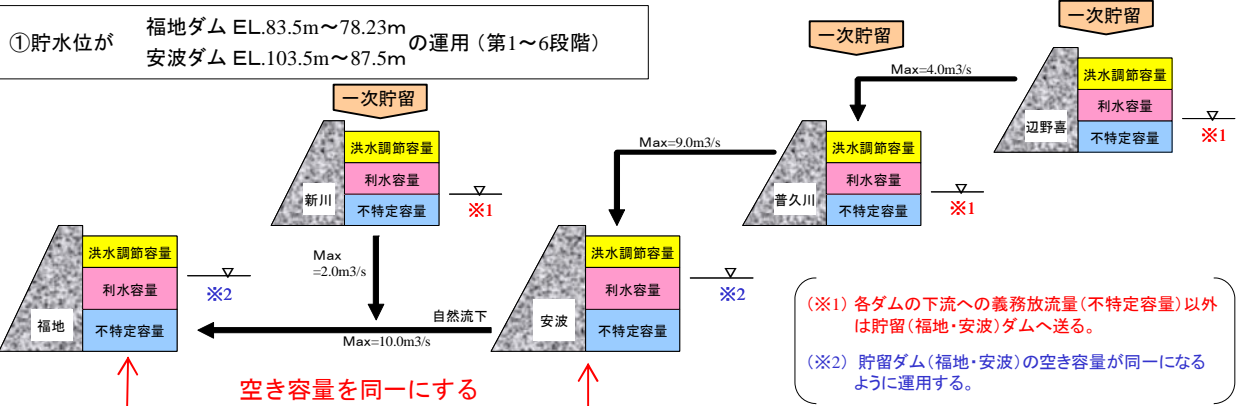 ①貯水位が
福地ダム EL.83.5m～78.23m
安波ダム EL.103.5m～87.5m
の運用（第1～6段階）
一次貯留
一次貯留
一次貯留
Max=4.0m3/s
洪水調節容量
利水容量
不特定容量
辺野喜
※1
Max=9.0m3/s
洪水調節容量
利水容量
不特定容量
普久川
※1
洪水調節容量
利水容量
不特定容量
新川
※1
Max
=2.0m3/s
洪水調節容量
利水容量
不特定容量
安波
※2
自然流下
Max=10.0m3/s
洪水調節容量
利水容量
不特定容量
福地
※2
空き容量を同一にする
(※1) 各ダムの下流への義務放流量(不特定容量)以外
は貯留(福地・安波)ダムへ送る。
(※2) 貯留ダム(福地・安波)の空き容量が同一になる
ように運用する。